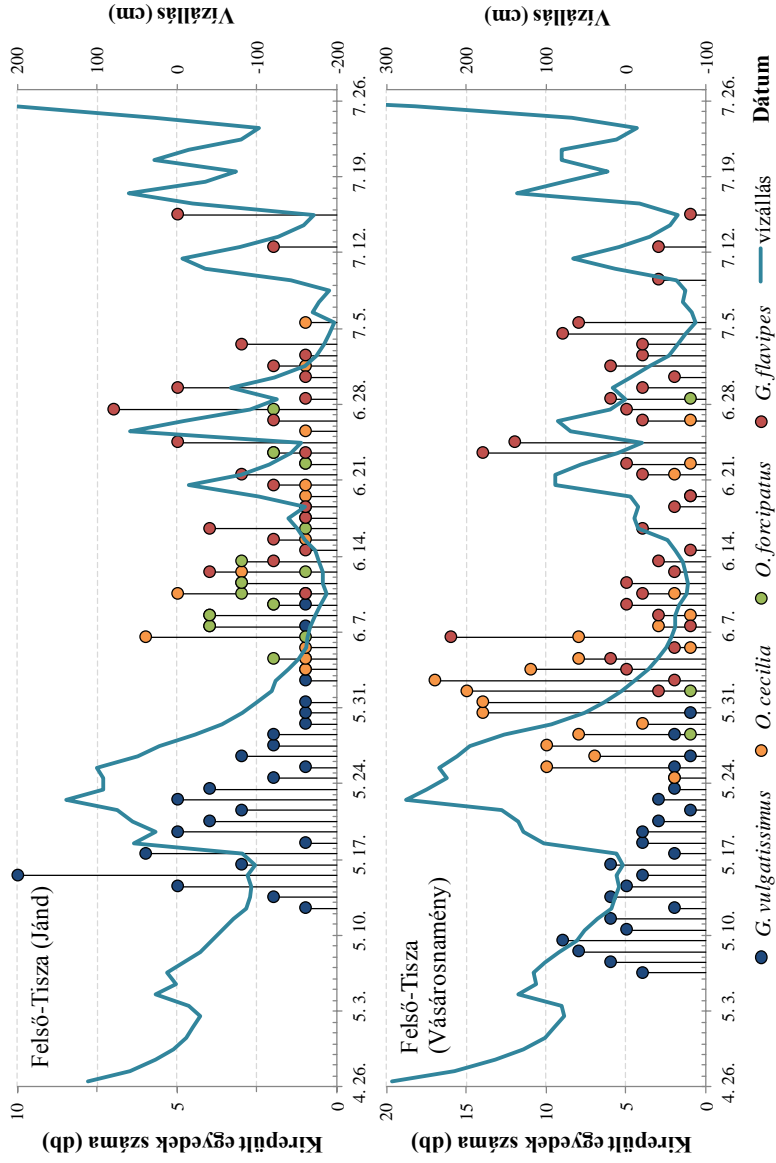 Felső-Tisza (Jánd)
Kirepült egyedek száma (db)
10
5
0
Vízállás (cm)
200
100
0
-100
-200
4. 26.
5. 3.
5. 10.
5. 17.
5. 24.
5. 31.
6. 7.
6. 14.
6. 21.
6. 28.
7. 5.
7. 12.
7. 19.
7. 26.
Felső-Tisza
(Vásárosnamény)
Kirepült egyedek száma (db)
20
15
10
5
0
Vízállás (cm)
300
200
100
0
-100
Dátum
G. vulgatissimus
O. cecilia
O. forcipatus
G. flavipes
vízállás